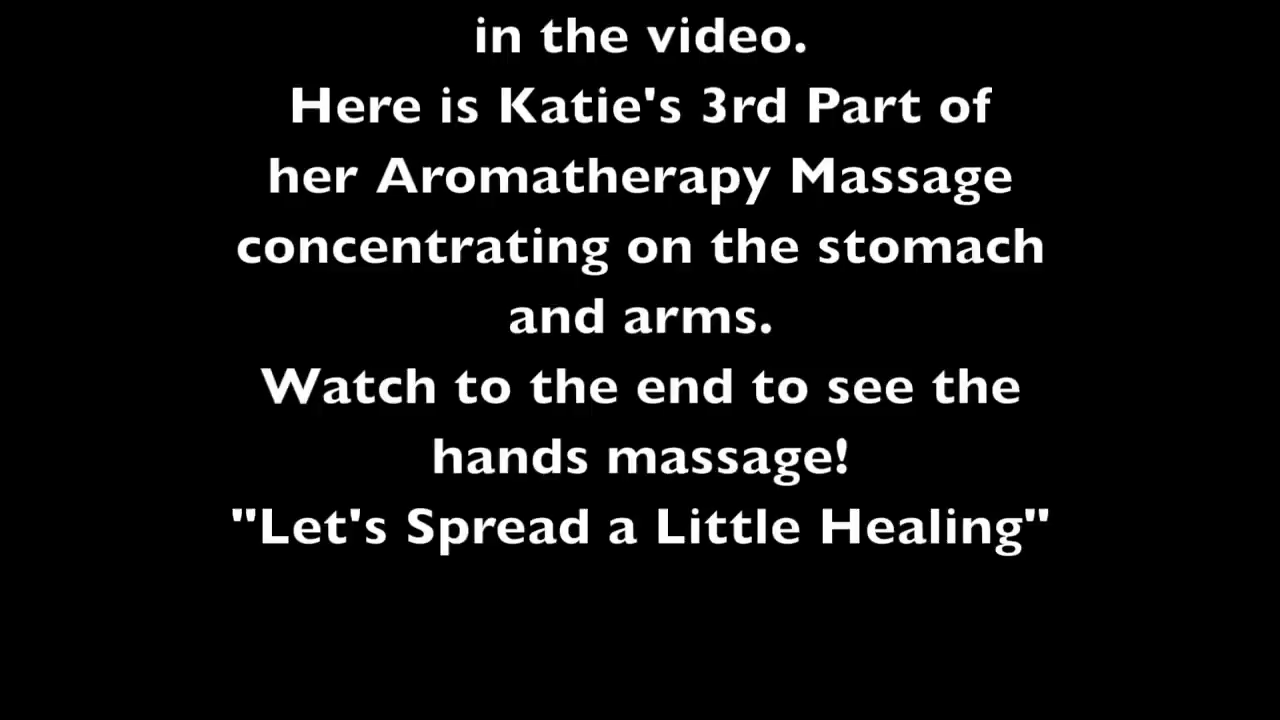 in the video.
Here is Katie's 3rd Part of
her Aromatherapy Massage
concentrating on the stomach
and arms.
Watch to the end to see the
hands massage!
"Let's Spread a Little Healing"